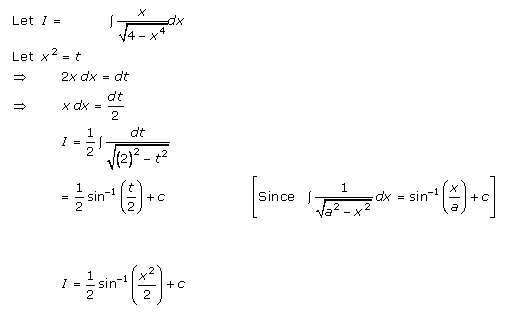 Let I = ∫ x/√(4 − x⁴) dx
Let x² = t
⇒ 2x dx = dt
⇒ x dx = dt/2
I = 1/2 ∫ dt/√((2)² − t²)
= 1/2 sin⁻¹(t/2) + c [Since ∫ 1/√(a² − x²) dx = sin⁻¹(x/a) + c]
I = 1/2 sin⁻¹(x²/2) + c